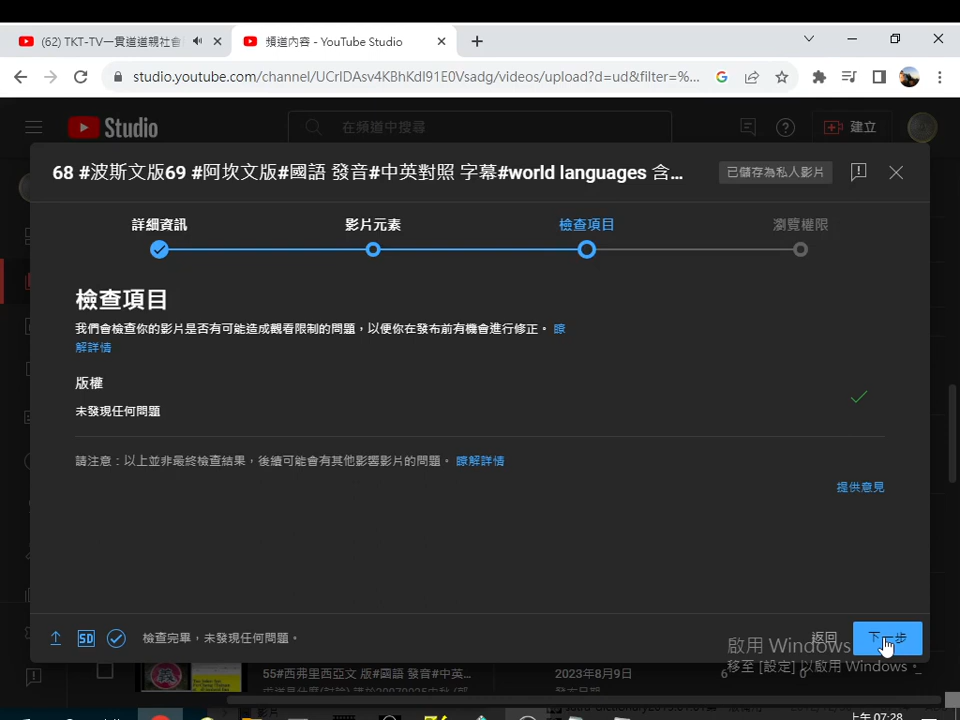 (62) TKT-TV一貫道道親社會
頻道內容 - YouTube Studio
studio.youtube.com/channel/UCrlDAsv4KBhKdl91E0Vsadg/videos/upload?d=ud&filter=%...
Studio
在頻道中搜尋
建立
68 #波斯文版69 #阿坎文版#國語 發音#中英對照 字幕#world languages 含...
已儲存為私人影片
詳細資訊
影片元素
檢查項目
瀏覽權限
檢查項目
我們會檢查你的影片是否有可能造成觀看限制的問題，以便你在發布前有機會進行修正。 瞭
解詳情
版權
未發現任何問題
請注意：以上並非最終檢查結果，後續可能會有其他影響影片的問題。 瞭解詳情
提供意見
SD
檢查完畢，未發現任何問題。
返回
下一步
啟用 Windows
移至 [設定] 以啟用 Windows。
55#西弗里西亞文 版#國語 發音#中英...
2023年8月9日
6
0
發布日期
影片
上午 07:28